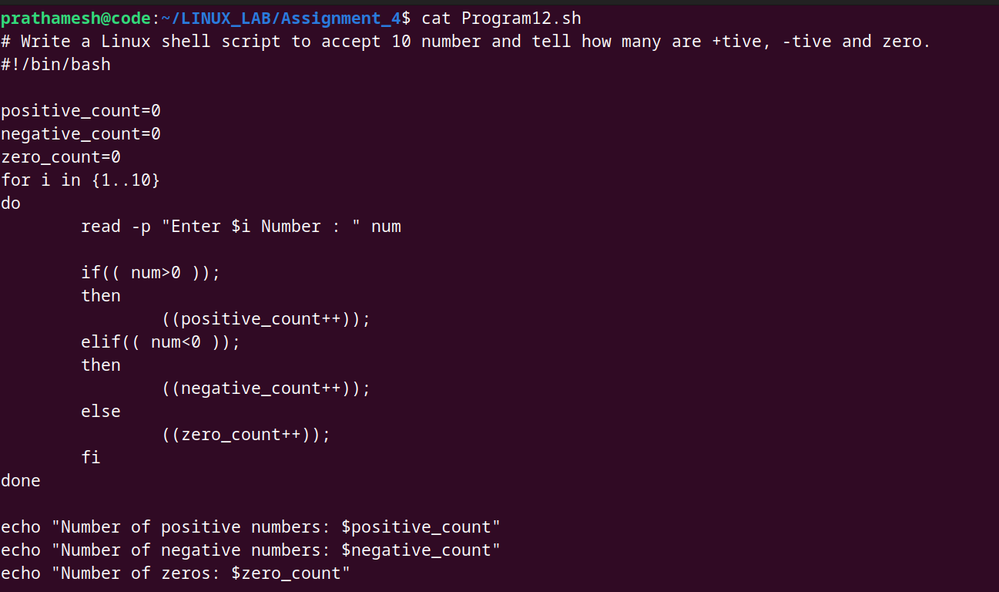 prathamesh@code:~/LINUX_LAB/Assignment_4$ cat Program12.sh
# Write a Linux shell script to accept 10 number and tell how many are +tive, -tive and zero.
#!/bin/bash

positive_count=0
negative_count=0
zero_count=0
for i in {1..10}
do
        read -p "Enter $i Number : " num

        if(( num>0 ));
        then
                ((positive_count++));
        elif(( num<0 ));
        then
                ((negative_count++));
        else
                ((zero_count++));
        fi
done

echo "Number of positive numbers: $positive_count"
echo "Number of negative numbers: $negative_count"
echo "Number of zeros: $zero_count"